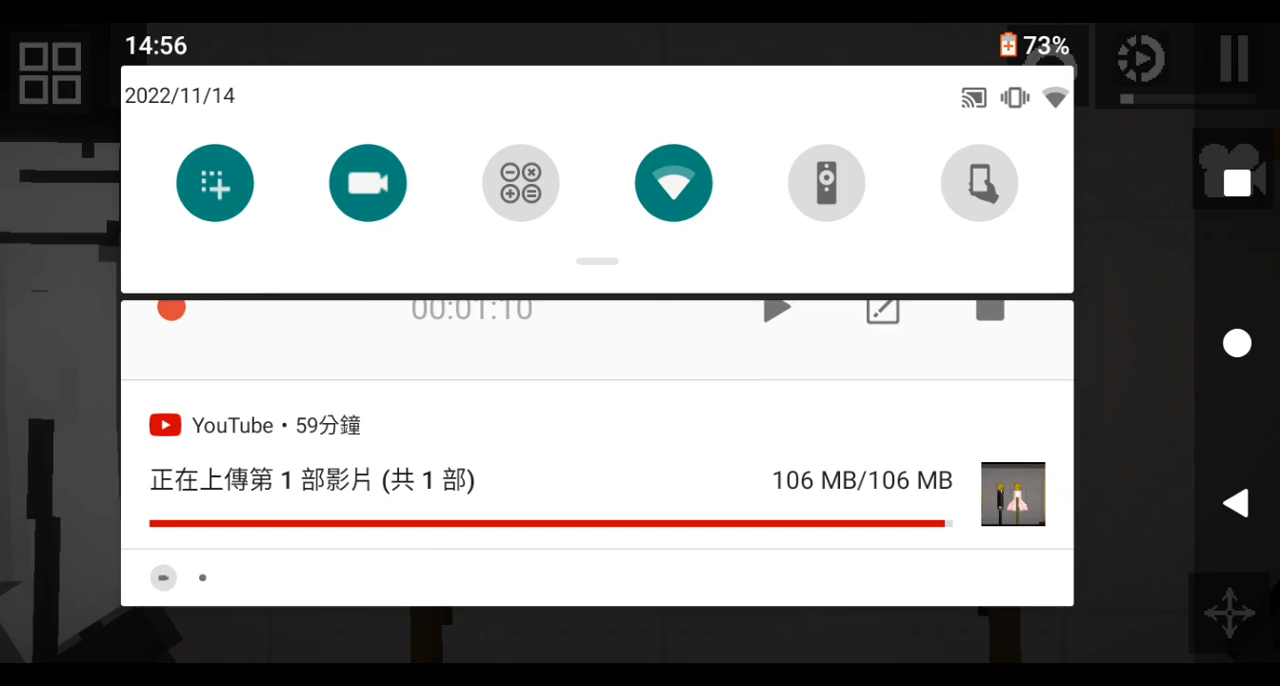 14:56
73%
2022/11/14
00:01:10
YouTube • 59分鐘
正在上傳第 1 部影片 (共 1 部)
106 MB/106 MB